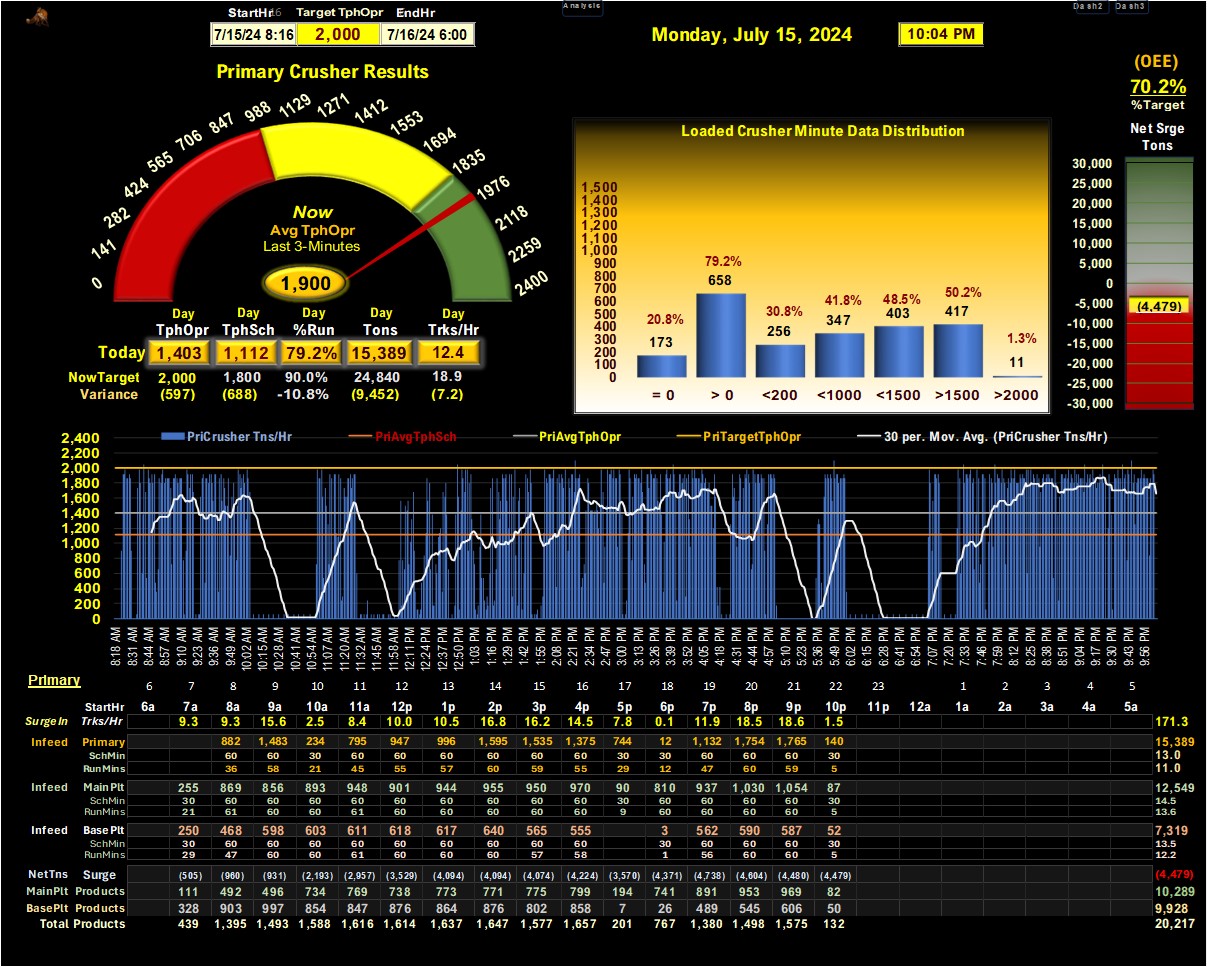 Analysis
Dash2 Dash3
StartHr 16 Target TphOpr EndHr
7/15/24 8:16 2,000 7/16/24 6:00
Monday, July 15, 2024
10:04 PM
(OEE)
70.2%
%Target
Primary Crusher Results
0
141
282
424
565
706
847
988
1129
1271
1412
1553
1694
1835
1976
2118
2259
2400
Now
Avg TphOpr
Last 3-Minutes
1,900
Day Day Day Day Day
TphOpr TphSch %Run Tons Trks/Hr
Today 1,403 1,112 79.2% 15,389 12.4
NowTarget 2,000 1,800 90.0% 24,840 18.9
Variance (597) (688) -10.8% (9,452) (7.2)
Loaded Crusher Minute Data Distribution
1,500
1,400
1,300
1,200
1,100
1,000
900
800
700
600
500
400
300
200
100
0
20.8% 79.2% 30.8% 41.8% 48.5% 50.2% 1.3%
173 658 256 347 403 417 11
= 0 > 0 <200 <1000 <1500 >1500 >2000
Net Srge
Tons
30,000
25,000
20,000
15,000
10,000
5,000
0
-5,000
-10,000
-15,000
-20,000
-25,000
-30,000
(4,479)
PriCrusher Tns/Hr PriAvgTphSch PriAvgTphOpr PriTargetTphOpr 30 per. Mov. Avg. (PriCrusher Tns/Hr)
2,400
2,200
2,000
1,800
1,600
1,400
1,200
1,000
800
600
400
200
0
8:18 AM 8:31 AM 8:44 AM 8:57 AM 9:10 AM 9:23 AM 9:36 AM 9:49 AM 10:02 AM 10:15 AM 10:28 AM 10:41 AM 10:54 AM 11:07 AM 11:20 AM 11:32 AM 11:45 AM 11:58 AM 12:11 PM 12:24 PM 12:37 PM 12:50 PM 1:03 PM 1:16 PM 1:29 PM 1:42 PM 1:55 PM 2:08 PM 2:21 PM 2:34 PM 2:47 PM 3:00 PM 3:13 PM 3:26 PM 3:39 PM 3:52 PM 4:05 PM 4:18 PM 4:31 PM 4:44 PM 4:57 PM 5:10 PM 5:23 PM 5:36 PM 5:49 PM 6:02 PM 6:15 PM 6:28 PM 6:41 PM 6:54 PM 7:07 PM 7:20 PM 7:33 PM 7:46 PM 7:59 PM 8:12 PM 8:25 PM 8:38 PM 8:51 PM 9:04 PM 9:17 PM 9:30 PM 9:43 PM 9:56 PM
Primary
6 7 8 9 10 11 12 13 14 15 16 17 18 19 20 21 22 23 1 2 3 4 5
StartHr 6a 7a 8a 9a 10a 11a 12p 1p 2p 3p 4p 5p 6p 7p 8p 9p 10p 11p 12a 1a 2a 3a 4a 5a
SurgeIn Trks/Hr 9.3 9.3 15.6 2.5 8.4 10.0 10.5 16.8 16.2 14.5 7.8 0.1 11.9 18.5 18.6 1.5 171.3
Infeed Primary 882 1,483 234 795 947 996 1,595 1,535 1,375 744 12 1,132 1,754 1,765 140 15,389
SchMin 60 60 30 60 60 60 60 60 60 30 30 60 60 60 30 13.0
RunMins 36 58 21 45 55 57 60 59 55 29 12 47 60 59 5 11.0
Infeed MainPlt 255 869 856 893 948 901 944 955 950 970 90 810 937 1,030 1,054 87 12,549
SchMin 30 60 60 60 60 60 60 60 60 60 30 60 60 60 60 30 14.5
RunMins 21 61 60 60 61 60 60 60 60 60 9 60 60 60 60 5 13.6
Infeed BasePlt 250 468 598 603 611 618 617 640 565 555 3 562 590 587 52 7,319
SchMin 30 60 60 60 60 60 60 60 60 60 30 60 60 60 30 13.5
RunMins 29 47 60 60 61 60 60 60 57 58 1 56 60 60 5 12.2
NetTns Surge (505) (960) (931) (2,193) (2,957) (3,529) (4,094) (4,094) (4,074) (4,224) (3,570) (4,371) (4,738) (4,604) (4,480) (4,479) (4,479)
MainPlt Products 111 492 496 734 769 738 773 771 775 799 194 741 891 953 969 82 10,289
BasePlt Products 328 903 997 854 847 876 864 876 802 858 7 26 489 545 606 50 9,928
Total Products 439 1,395 1,493 1,588 1,616 1,614 1,637 1,647 1,577 1,657 201 767 1,380 1,498 1,575 132 20,217